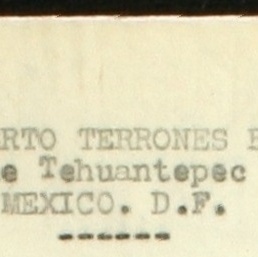 RTO TERRONES
e Tehuantepec
MEXICO. D.F.
-------